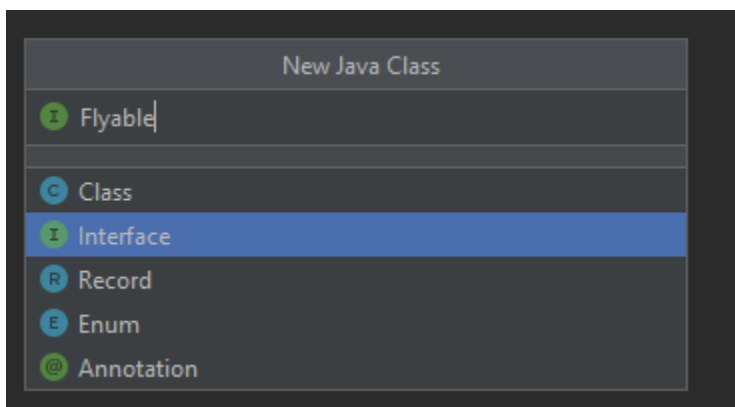 New Java Class
I Flyable
C Class
I Interface
R Record
E Enum
@ Annotation